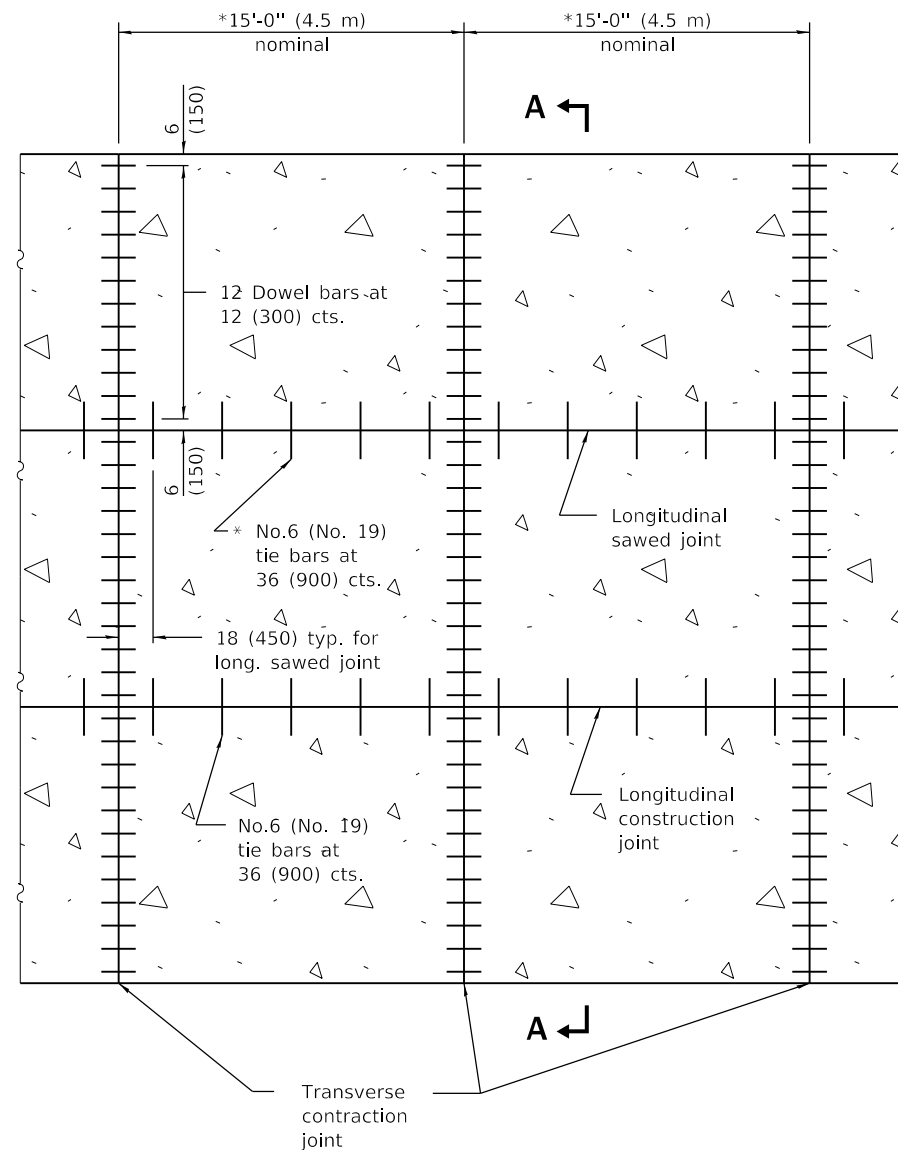 *15'-0" (4.5 m)
nominal
*15'-0" (4.5 m)
nominal
6
(150)
A
12 Dowel bars at
12 (300) cts.
6
(150)
* No.6 (No. 19)
tie bars at
36 (900) cts.
Longitudinal
sawed joint
18 (450) typ. for
long. sawed joint
No.6 (No. 19)
tie bars at
36 (900) cts.
Longitudinal
construction
joint
A
Transverse
contraction
joint